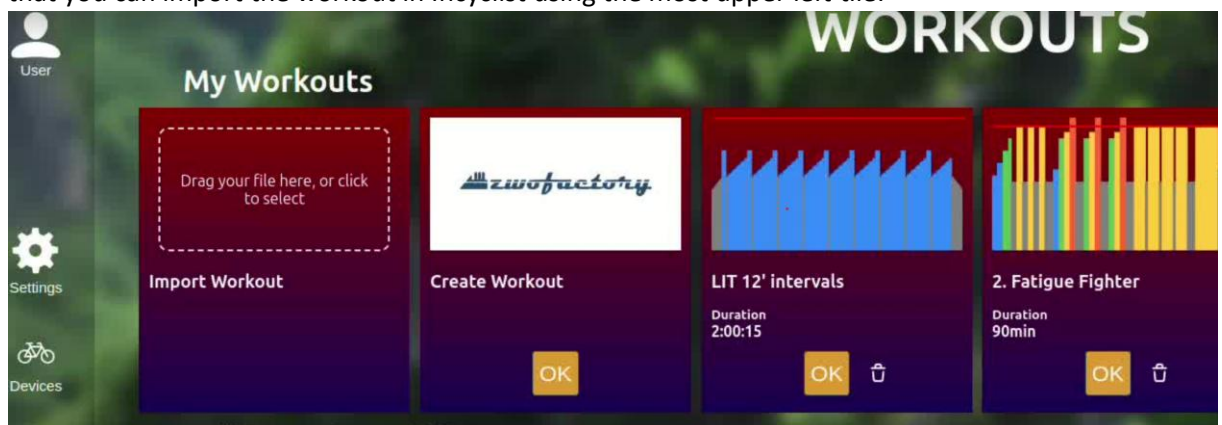 that you can import the workout in Incyclist using the most upper left tile.
WORKOUTS
User
My Workouts
Drag your file here, or click
to select
zwofactory
Settings
Import Workout
Create Workout
LIT 12' intervals
2. Fatigue Fighter
Duration
2:00:15
Duration
90min
Devices
OK
OK
OK